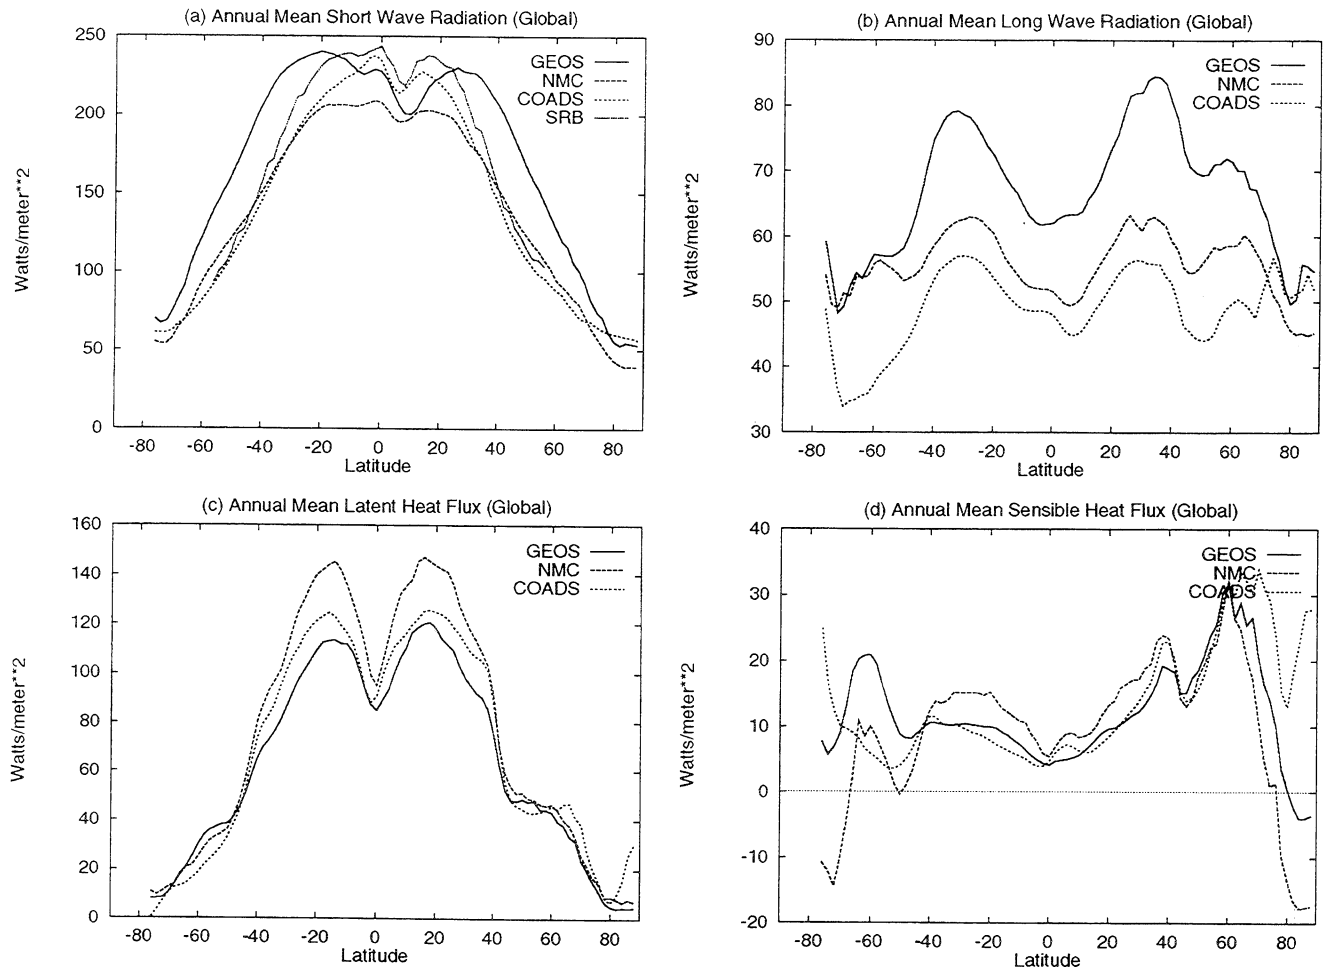 (a) Annual Mean Short Wave Radiation (Global)
250
200
150
100
50
0
Watts/meter**2
GEOS
NMC
COADS
SRB
-80 -60 -40 -20 0 20 40 60 80
Latitude
(b) Annual Mean Long Wave Radiation (Global)
90
80
70
60
50
40
30
Watts/meter**2
GEOS
NMC
COADS
-80 -60 -40 -20 0 20 40 60 80
Latitude
(c) Annual Mean Latent Heat Flux (Global)
160
140
120
100
80
60
40
20
0
Watts/meter**2
GEOS
NMC
COADS
-80 -60 -40 -20 0 20 40 60 80
Latitude
(d) Annual Mean Sensible Heat Flux (Global)
40
30
20
10
0
-10
-20
Watts/meter**2
GEOS
NMC
COADS
-80 -60 -40 -20 0 20 40 60 80
Latitude